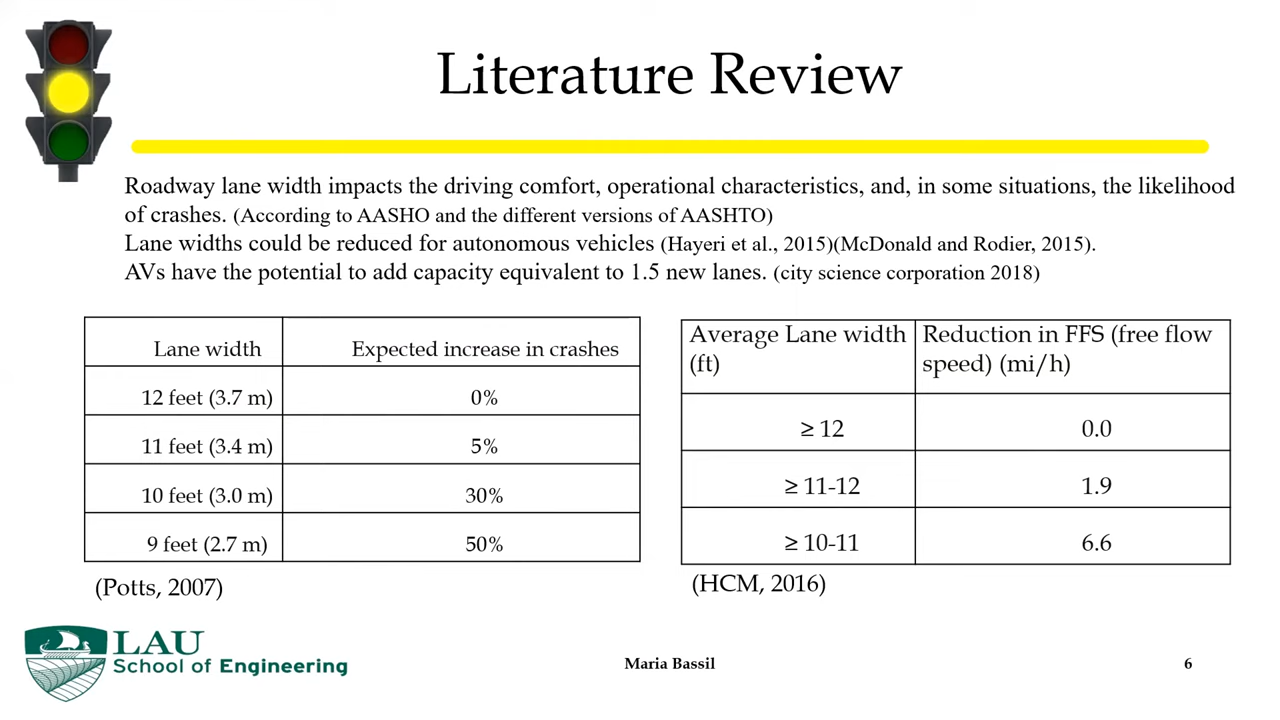 Literature Review
Roadway lane width impacts the driving comfort, operational characteristics, and, in some situations, the likelihood
of crashes. (According to AASHO and the different versions of AASHTO)
Lane widths could be reduced for autonomous vehicles (Hayeri et al., 2015)(McDonald and Rodier, 2015).
AVs have the potential to add capacity equivalent to 1.5 new lanes. (city science corporation 2018)
Lane width Expected increase in crashes
12 feet (3.7 m) 0%
11 feet (3.4 m) 5%
10 feet (3.0 m) 30%
9 feet (2.7 m) 50%
(Potts, 2007)
Average Lane width Reduction in FFS (free flow
(ft) speed) (mi/h)
≥ 12 0.0
≥ 11-12 1.9
≥ 10-11 6.6
(HCM, 2016)
LAU
School of Engineering
Maria Bassil
6